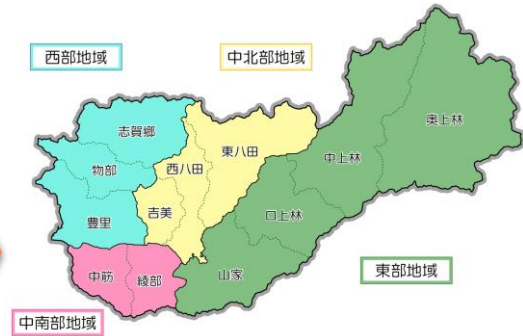 西部地域
中北部地域
奥上林
志賀郷
東八田
中上林
物部
西八田
豊里
吉美
口上林
中筋
綾部
山家
東部地域
中南部地域